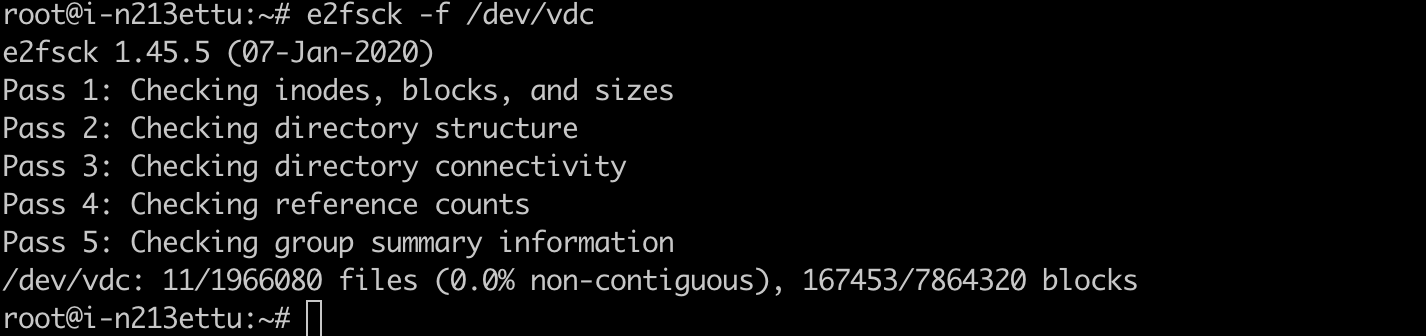 root@i-n213ettu:~# e2fsck -f /dev/vdc
e2fsck 1.45.5 (07-Jan-2020)
Pass 1: Checking inodes, blocks, and sizes
Pass 2: Checking directory structure
Pass 3: Checking directory connectivity
Pass 4: Checking reference counts
Pass 5: Checking group summary information
/dev/vdc: 11/1966080 files (0.0% non-contiguous), 167453/7864320 blocks
root@i-n213ettu:~#